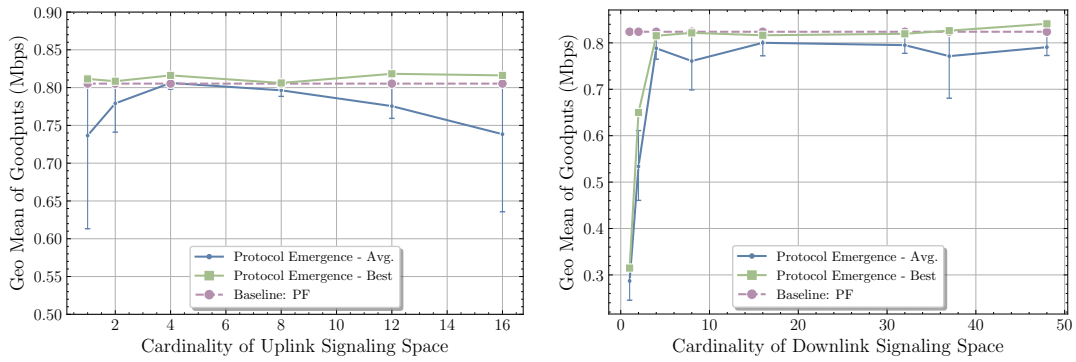 0.90
0.85
0.80
0.75
0.70
0.65
0.60
0.55
0.50
Geo Mean of Goodputs (Mbps)
Protocol Emergence - Avg.
Protocol Emergence - Best
Baseline: PF
2 4 6 8 10 12 14 16
Cardinality of Uplink Signaling Space
0.8
0.7
0.6
0.5
0.4
0.3
Geo Mean of Goodputs (Mbps)
Protocol Emergence - Avg.
Protocol Emergence - Best
Baseline: PF
0 10 20 30 40 50
Cardinality of Downlink Signaling Space